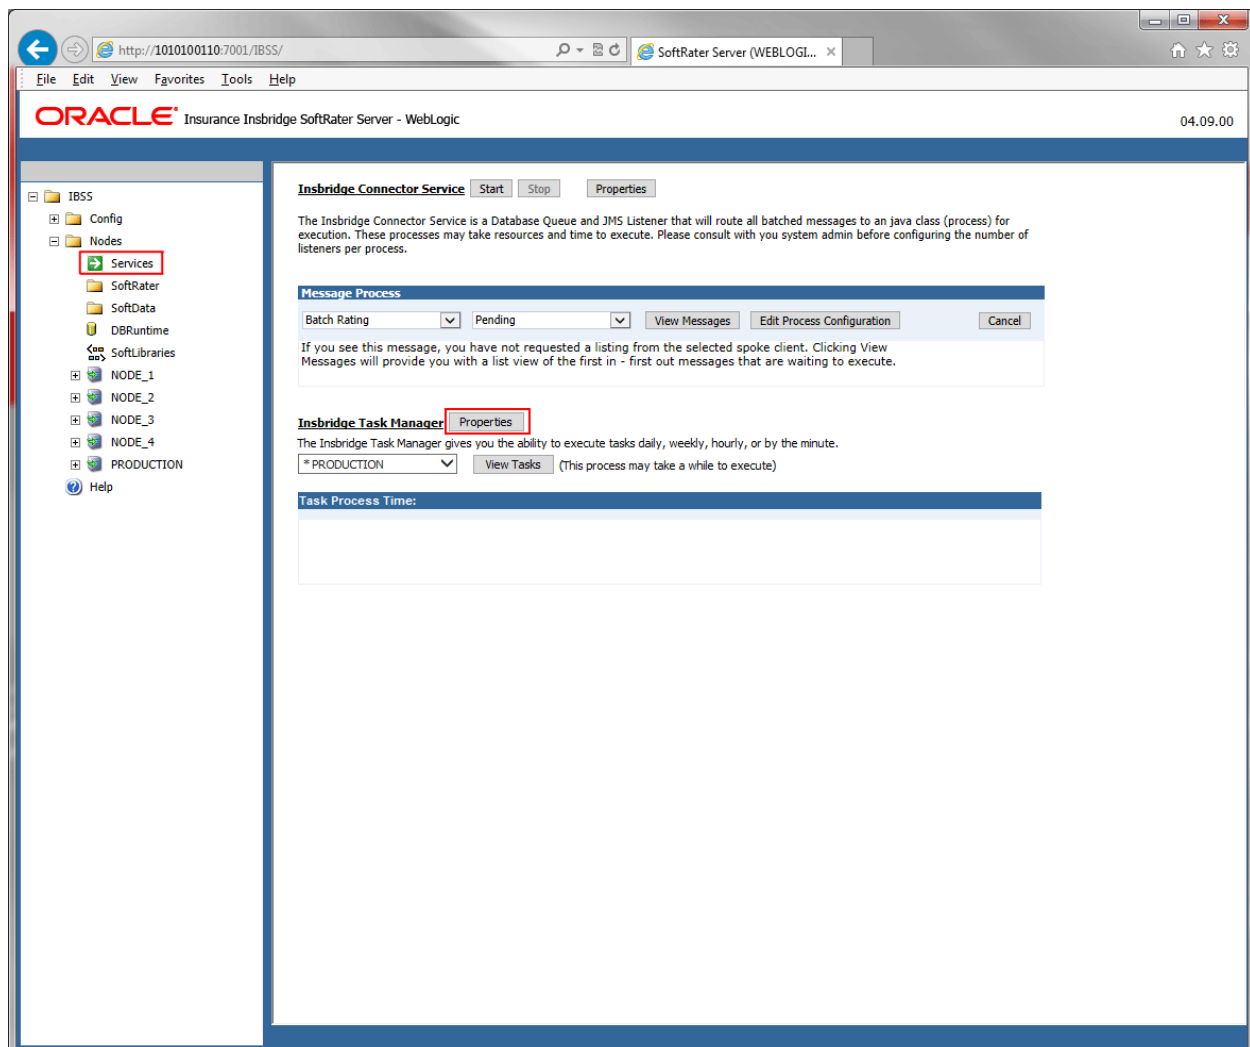 http://1010100110:7001/IBSS/
SoftRater Server (WEBLOGI...
File Edit View Favorites Tools Help
ORACLE Insurance Insbridge SoftRater Server - WebLogic
04.09.00
IBSS
Config
Nodes
Services
SoftRater
SoftData
DBRuntime
SoftLibraries
NODE_1
NODE_2
NODE_3
NODE_4
PRODUCTION
Help
Insbridge Connector Service Start Stop Properties
The Insbridge Connector Service is a Database Queue and JMS Listener that will route all batched messages to an java class (process) for
execution. These processes may take resources and time to execute. Please consult with you system admin before configuring the number of
listeners per process.
Message Process
Batch Rating Pending View Messages Edit Process Configuration Cancel
If you see this message, you have not requested a listing from the selected spoke client. Clicking View
Messages will provide you with a list view of the first in - first out messages that are waiting to execute.
Insbridge Task Manager Properties
The Insbridge Task Manager gives you the ability to execute tasks daily, weekly, hourly, or by the minute.
* PRODUCTION View Tasks (This process may take a while to execute)
Task Process Time: